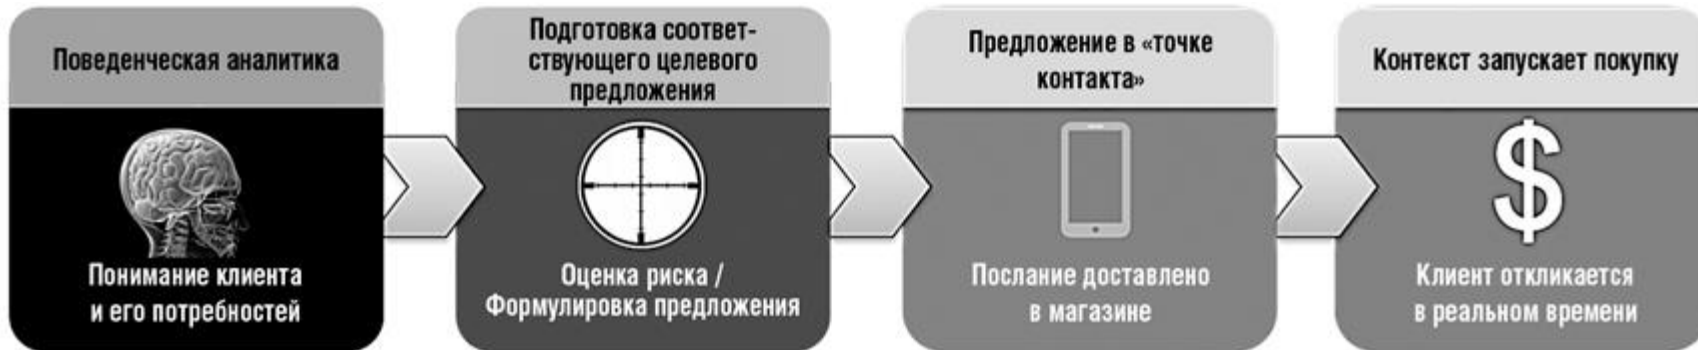 Поведенческая аналитика
Понимание клиента
и его потребностей
Подготовка соответ-
ствующего целевого
предложения
Оценка риска /
Формулировка предложения
Предложение в «точке
контакта»
Послание доставлено
в магазине
Контекст запускает покупку
$
Клиент откликается
в реальном времени